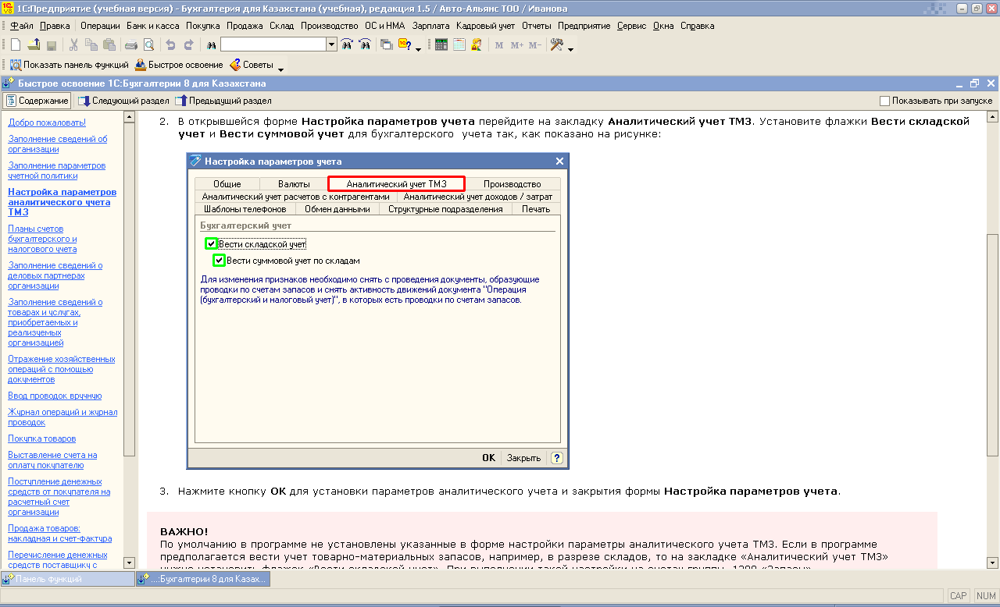 1С:Предприятие (учебная версия) - Бухгалтерия для Казахстана (учебная), редакция 1.5 / Авто-Альянс ТОО / Иванова
Файл Правка Операции Банк и касса Покупка Продажа Склад Производство ОС и НМА Зарплата Кадровый учет Отчеты Предприятие Сервис Окна Справка
M M+ M-
Показать панель функций Быстрое освоение Советы
Быстрое освоение 1С:Бухгалтерии 8 для Казахстана
Содержание Следующий раздел Предыдущий раздел Показывать при запуске
Добро пожаловать!
Заполнение сведений об
организации
Заполнение параметров
учетной политики
Настройка параметров
аналитического учета
ТМЗ
Планы счетов
бухгалтерского и
налогового учета
Заполнение сведений о
деловых партнерах
организации
Заполнение сведений о
товарах и услугах,
приобретаемых и
реализуемых
организацией
Отражение хозяйственных
операций с помощью
документов
Ввод проводок вручную
Журнал операций и журнал
проводок
Покупка товаров
Выставление счета на
оплату покупателю
Поступление денежных
средств от покупателя на
расчетный счет
организации
Продажа товаров:
накладная и счет-фактура
Перечисление денежных
средств поставщику с
2. В открывшейся форме Настройка параметров учета перейдите на закладку Аналитический учет ТМЗ. Установите флажки Вести складской
учет и Вести суммовой учет для бухгалтерского учета так, как показано на рисунке:
Настройка параметров учета
Общие Валюты Аналитический учет ТМЗ Производство
Аналитический учет расчетов с контрагентами Аналитический учет доходов / затрат
Шаблоны телефонов Обмен данными Структурные подразделения Печать
Бухгалтерский учет
Вести складской учет
Вести суммовой учет по складам
Для изменения признаков необходимо снять с проведения документы, образующие
проводки по счетам запасов и снять активность движений документа "Операция
(бухгалтерский и налоговый учет)", в которых есть проводки по счетам запасов.
ОК Закрыть ?
3. Нажмите кнопку ОК для установки параметров аналитического учета и закрытия формы Настройка параметров учета.
ВАЖНО!
По умолчанию в программе не установлены указанные в форме настройки параметры аналитического учета ТМЗ. Если в программе
предполагается вести учет товарно-материальных запасов, например, в разрезе складов, то на закладке «Аналитический учет ТМЗ»
Панель функций ...:Бухгалтерии 8 для Казах...
CAP NUM